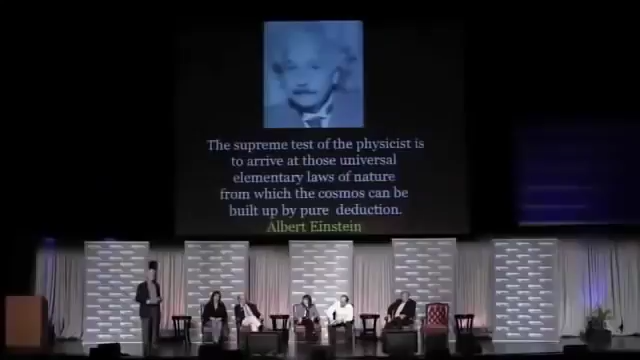 The supreme test of the physicist is
to arrive at those universal
elementary laws of nature
from which the cosmos can be
built up by pure deduction.
Albert Einstein